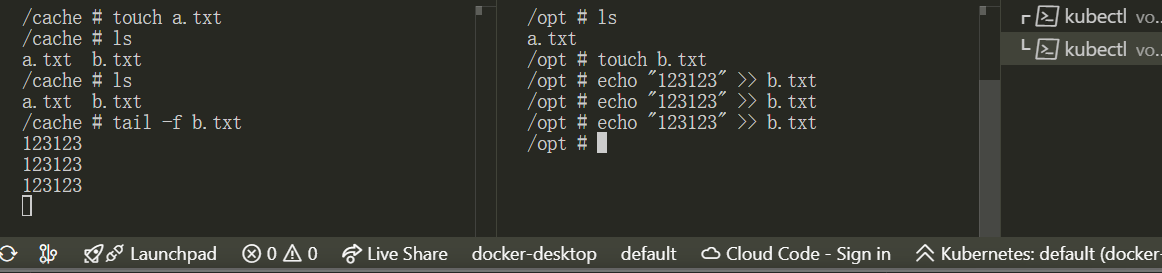 /cache # touch a.txt
/cache # ls
a.txt  b.txt
/cache # ls
a.txt  b.txt
/cache # tail -f b.txt
123123
123123
123123
/opt # ls
a.txt
/opt # touch b.txt
/opt # echo "123123" >> b.txt
/opt # echo "123123" >> b.txt
/opt # echo "123123" >> b.txt
/opt #
kubectl vo...
kubectl vo...
Launchpad 0 0 Live Share docker-desktop default Cloud Code - Sign in Kubernetes: default (docker-